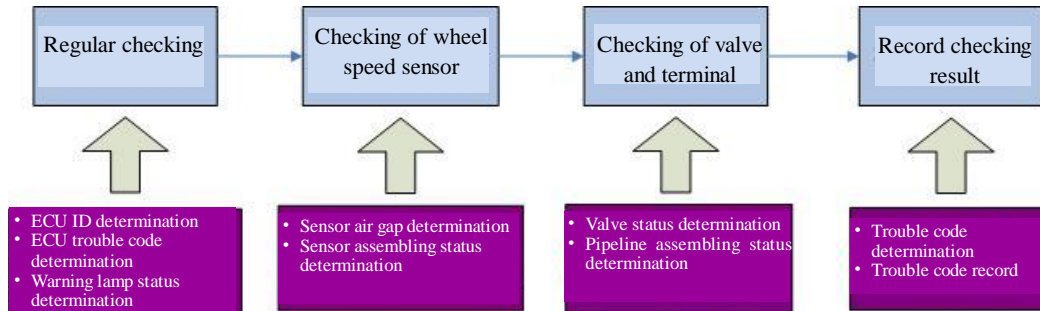 Regular checking
Checking of wheel
speed sensor
Checking of valve
and terminal
Record checking
result
• ECU ID determination
• ECU trouble code
determination
• Warning lamp status
determination
• Sensor air gap determination
• Sensor assembling status
determination
• Valve status determination
• Pipeline assembling status
determination
• Trouble code
determination
• Trouble code record